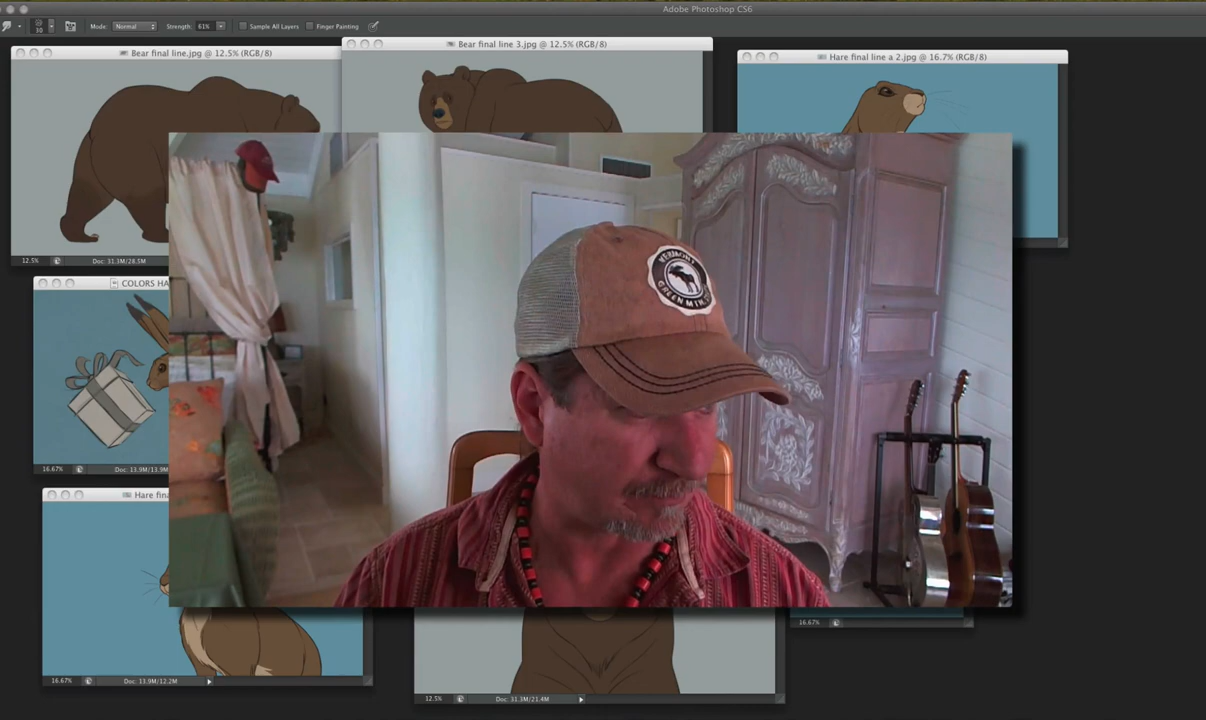 Adobe Photoshop CS6
30
Mode: Normal
Strength: 61%
Sample All Layers
Finger Painting
Bear final line.jpg @ 12.5% (RGB/8)
Bear final line 3.jpg @ 12.5% (RGB/8)
Hare final line a 2.jpg @ 16.7% (RGB/8)
12.5%
Doc: 31.3M/28.5M
COLORS HA
VERMONT
GREEN MTN.
16.67%
Doc: 13.9M/13.9M
Hare fina
16.67%
16.67%
Doc: 13.9M/12.2M
12.5%
Doc: 31.3M/21.4M